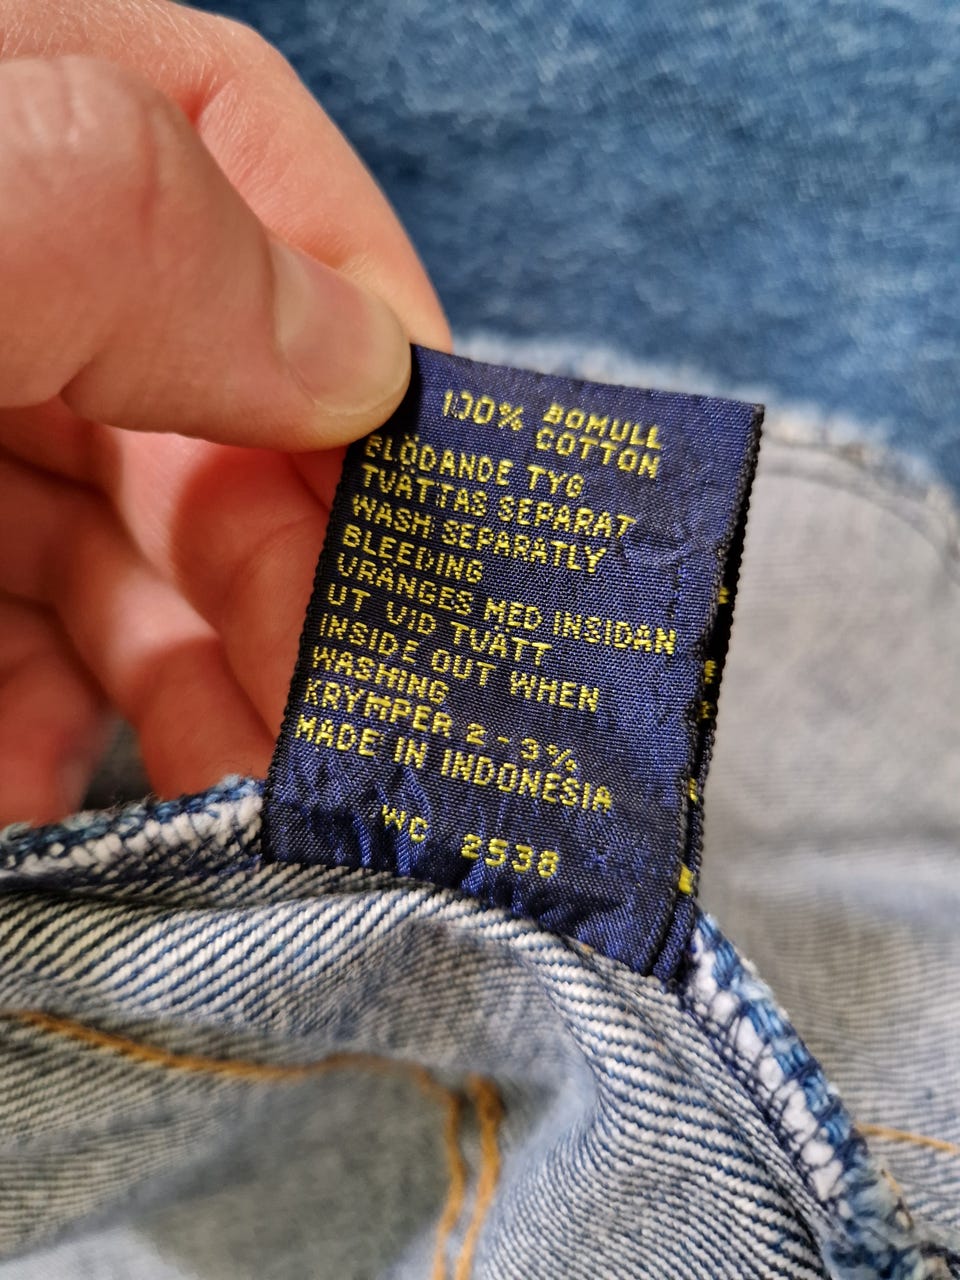 100% BOMULL
COTTON
BLÖDANDE TYG
TVÄTTAS SEPARAT
WASH SEPARATLY
BLEEDING
VRÄNGES MED INSIDAN
UT VID TVÄTT
INSIDE OUT WHEN
WASHING
KRYMPER 2-3%
MADE IN INDONESIA
WC 2538